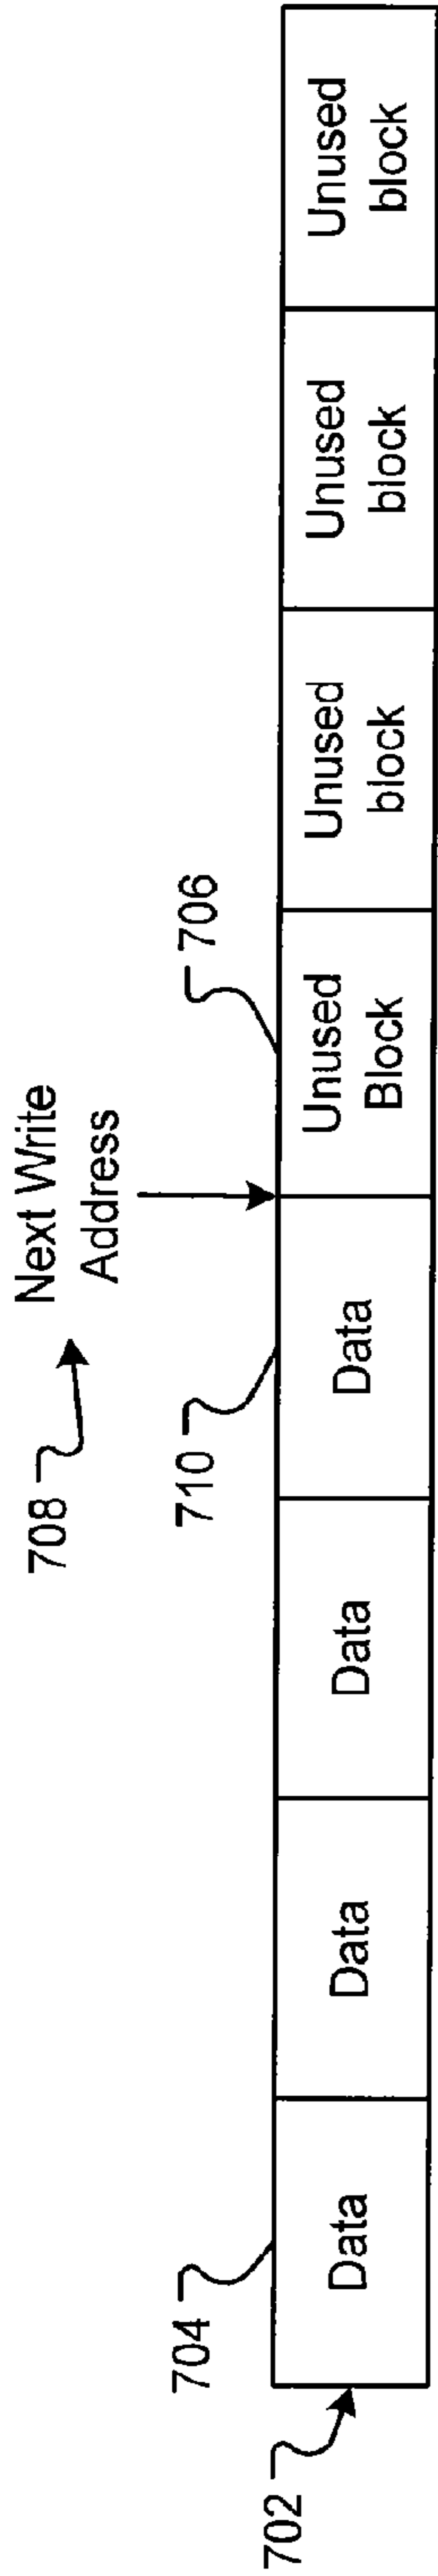 708
Next Write
Address
702
704
710
706
Data
Data
Data
Data
Unused
Block
Unused
block
Unused
block
Unused
block